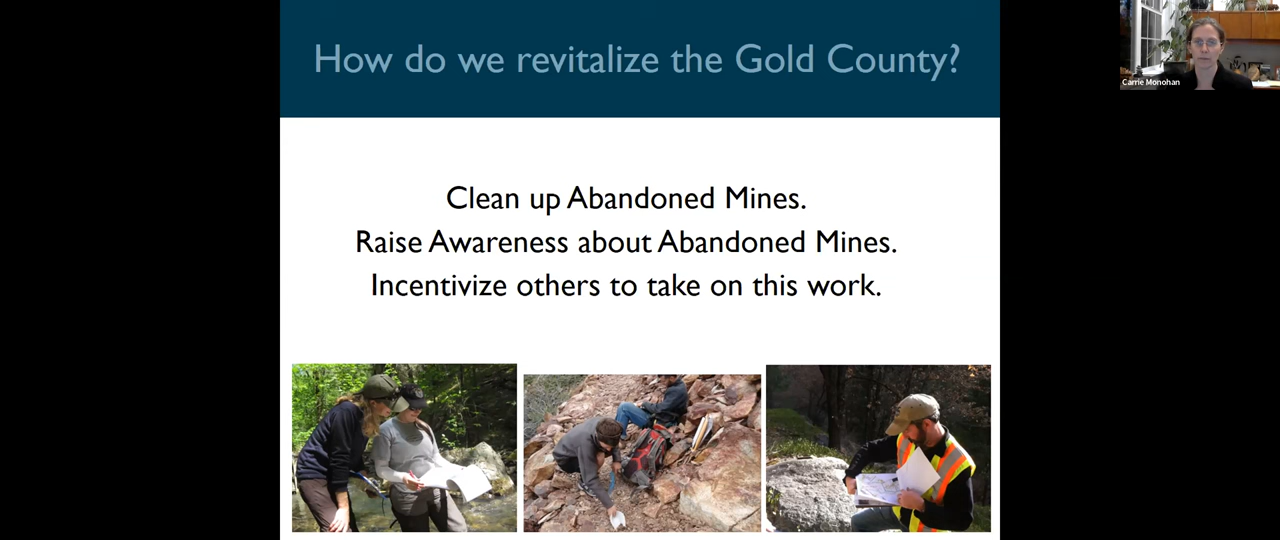 How do we revitalize the Gold County?
Carrie Monohan
Clean up Abandoned Mines.
Raise Awareness about Abandoned Mines.
Incentivize others to take on this work.